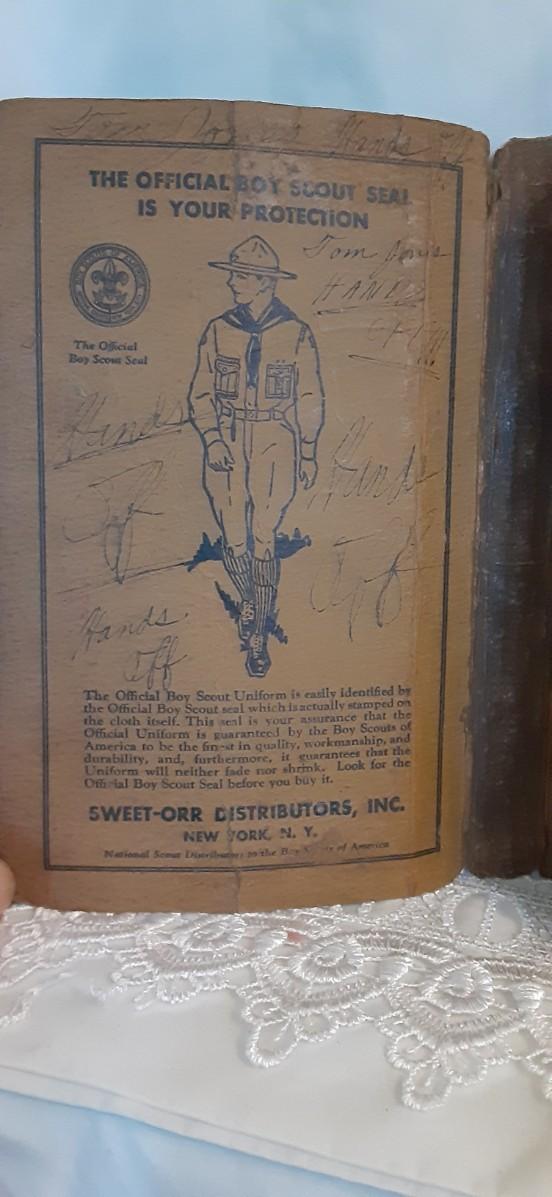 Tom Jones Hands Off
THE OFFICIAL BOY SCOUT SEAL
IS YOUR PROTECTION
Tom Jones
HANDS
OFF!!!
The Official
Boy Scout Seal
Hands
Off
Hands
Off
Hands
Off
The Official Boy Scout Uniform is easily identified by
the Official Boy Scout seal which is actually stamped on
the cloth itself. This seal is your assurance that the
Official Uniform is guaranteed by the Boy Scouts of
America to be the finest in quality, workmanship, and
durability, and, furthermore, it guarantees that the
Uniform will neither fade nor shrink. Look for the
Official Boy Scout Seal before you buy it.
SWEET-ORR DISTRIBUTORS, INC.
NEW YORK, N. Y.
National Scout Distributors to the Boy Scouts of America